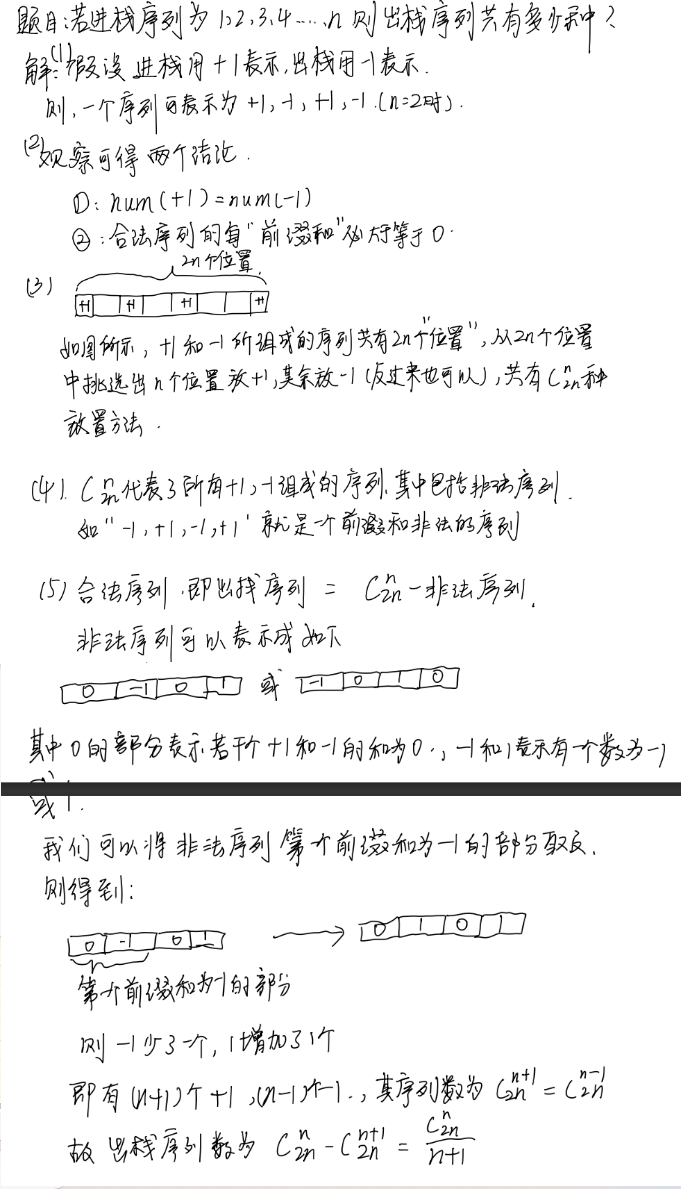 题目:若进栈序列为1,2,3,4…,n 则出栈序列共有多少种?
解:(1)假设进栈用+1表示,出栈用-1表示.
则,一个序列可表示为 +1,-1,+1,-1.(n=2时).
(2)观察可得两个结论.
①: num(+1)=num(-1)
②:合法序列的每“前缀和”必大于等于0.
2n个位置
(3) +1 +1 +1 +1
如图所示, +1和-1所组成的序列共有2n个“位置”,从2n个位置
中挑选出n个位置放+1,其余放-1(反过来也可以),共有C_{2n}^{n}种
放置方法.
(4). C_{2n}^{n}代表了所有+1,-1组成的序列,其中包括非法序列.
如“-1,+1,-1,+1”就是一个前缀和非法的序列
(5)合法序列,即出栈序列 = C_{2n}^{n}-非法序列.
非法序列可以表示成如下
0 -1 0 1 或 -1 0 1 0
其中0的部分表示若干个+1和-1的和为0.,-1和1表示有一个数为-1
或1.
我们可以将非法序列第一个前缀和为-1的部分取反.
则得到:
0 -1 0 1 → 0 1 0 1
第一个前缀和为-1的部分
则-1少了一个,1增加了1个
即有(n+1)个+1,(n-1)个-1.,其序列数为 C_{2n}^{n+1} = C_{2n}^{n-1}
故出栈序列数为 C_{2n}^{n} - C_{2n}^{n+1} = \frac{C_{2n}^{n}}{n+1}